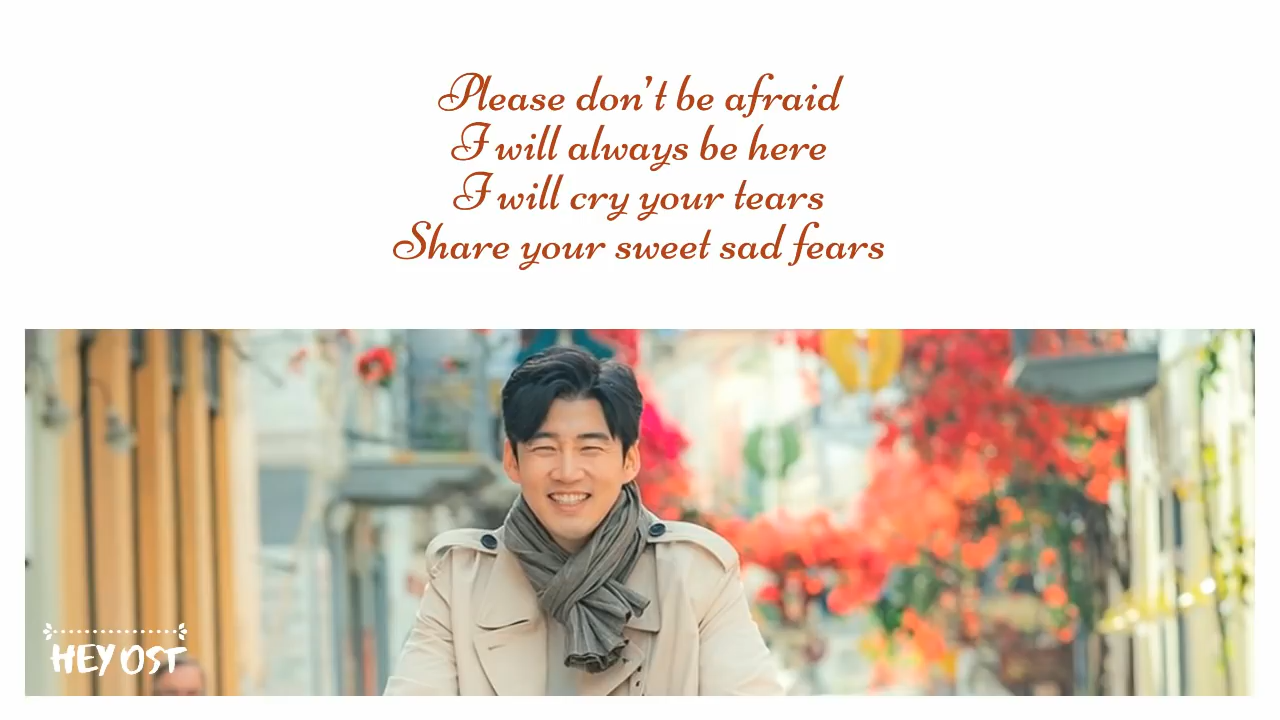 Please don't be afraid
I will always be here
I will cry your tears
Share your sweet sad fears
HEY OST